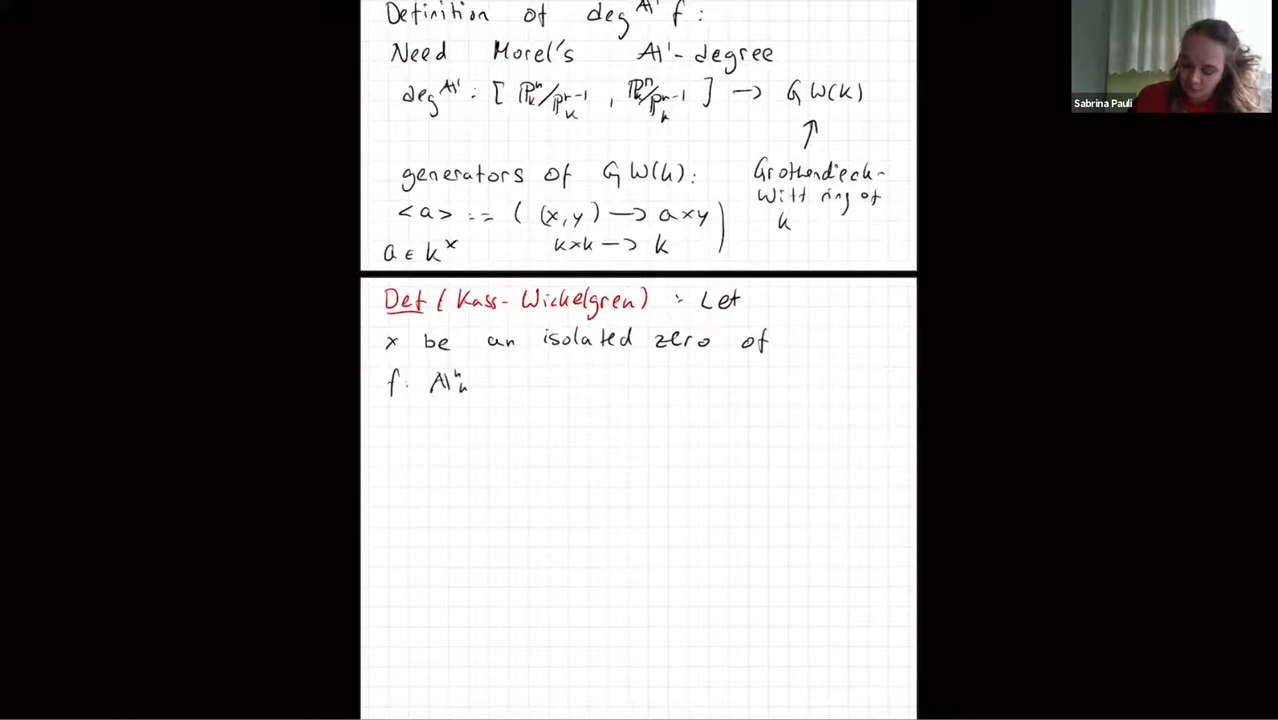 Definition of deg^𝔸¹ f :
Need Morel's 𝔸¹-degree
deg^𝔸¹ : [ ℙ^n_k/ℙ^{n-1}_k , ℙ^n_k/ℙ^{n-1}_k ] → GW(k)
↑
generators of GW(k):
Grothendieck-
Witt ring of
k
<a> := ( (x,y) → axy )
k×k → k
a ∈ k^×
Def (Kass-Wickelgren) : Let
x be an isolated zero of
f: 𝔸^n_k
Sabrina Pauli